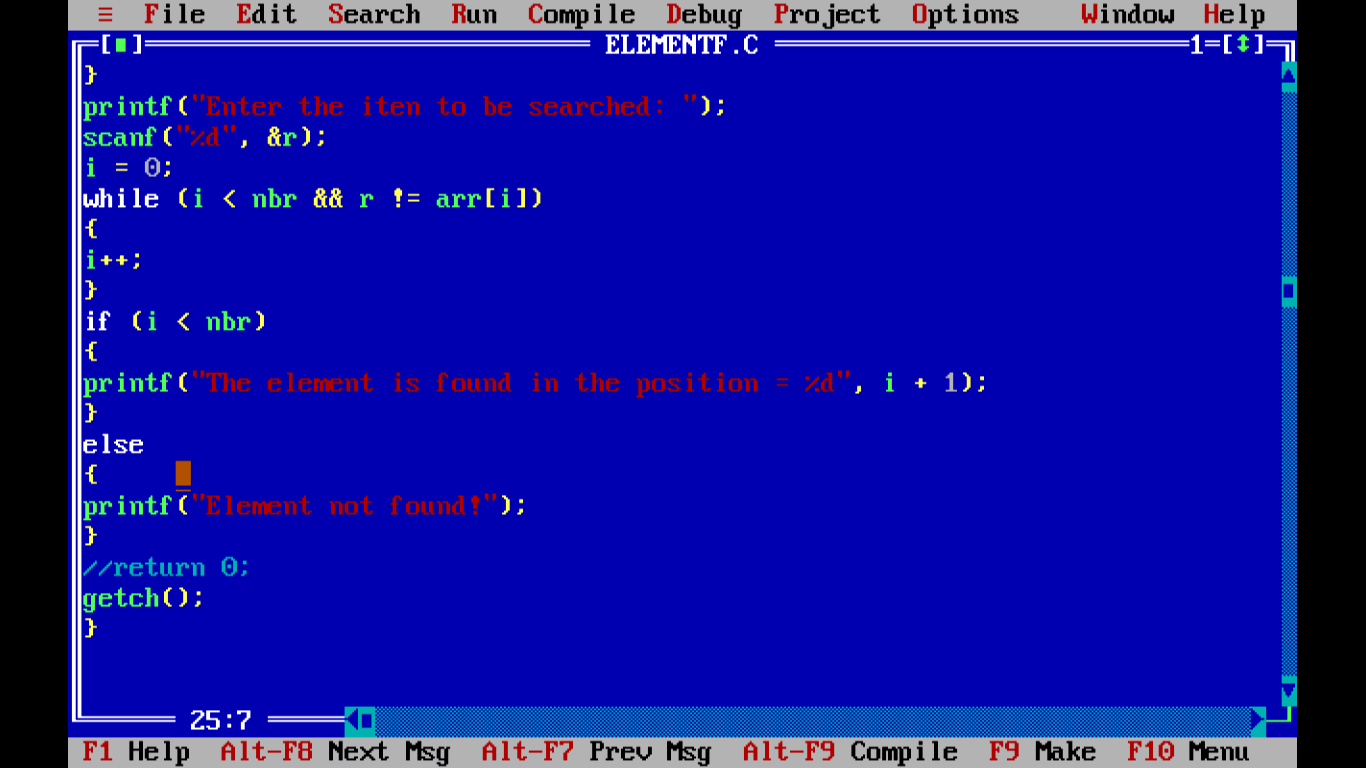 ≡ File Edit Search Run Compile Debug Project Options Window Help
[■] ELEMENTF.C 1=[↕]
}
printf("Enter the iten to be searched: ");
scanf("%d", &r);
i = 0;
while (i < nbr && r != arr[i])
{
i++;
}
if (i < nbr)
{
printf("The element is found in the position = %d", i + 1);
}
else
{
printf("Element not found!");
}
//return 0;
getch();
}
25:7
F1 Help Alt-F8 Next Msg Alt-F7 Prev Msg Alt-F9 Compile F9 Make F10 Menu